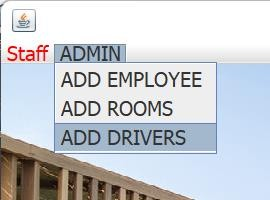 Staff ADMIN
ADD EMPLOYEE
ADD ROOMS
ADD DRIVERS